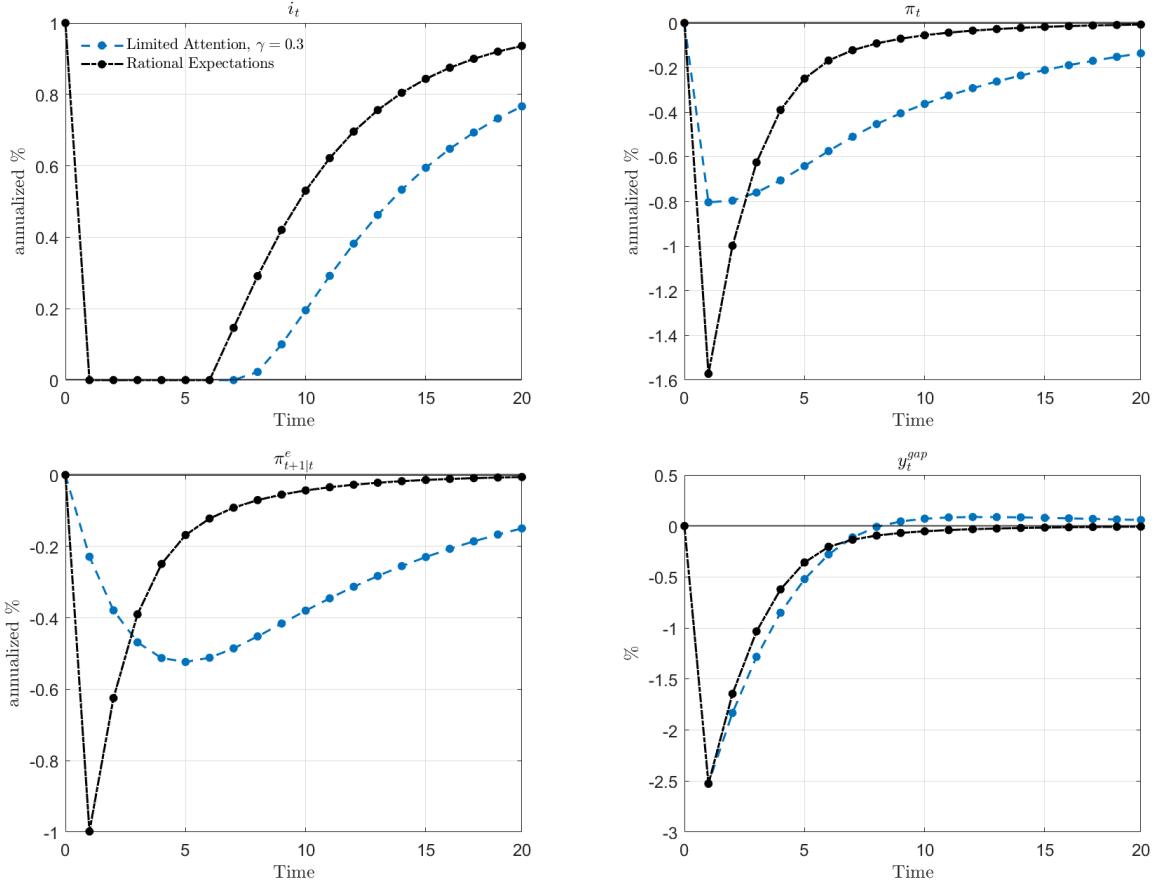 i_t
annualized %
1
0.8
0.6
0.4
0.2
0
Limited Attention, γ = 0.3
Rational Expectations
0 5 10 15 20
Time
π_t
annualized %
0
-0.2
-0.4
-0.6
-0.8
-1
-1.2
-1.4
-1.6
0 5 10 15 20
Time
π^e_{t+1|t}
annualized %
0
-0.2
-0.4
-0.6
-0.8
-1
0 5 10 15 20
Time
y_t^{gap}
%
0.5
0
-0.5
-1
-1.5
-2
-2.5
-3
0 5 10 15 20
Time